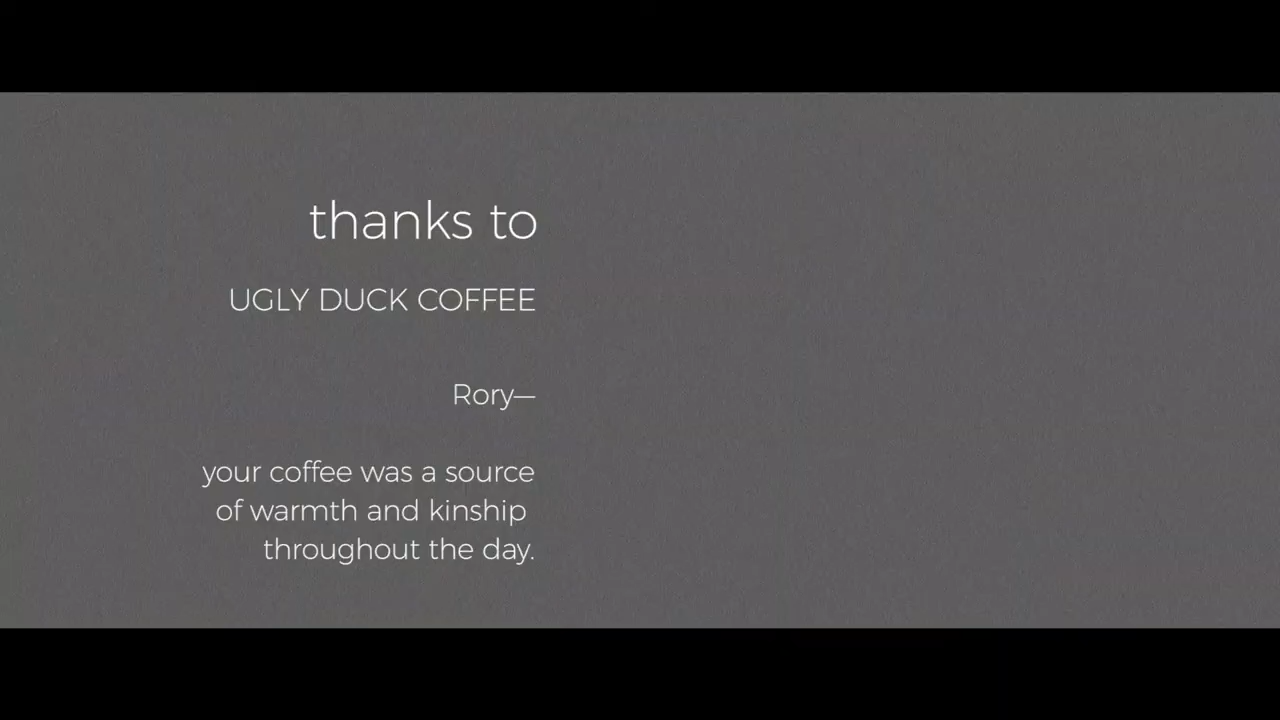 thanks to
UGLY DUCK COFFEE
Rory—
your coffee was a source
of warmth and kinship
throughout the day.